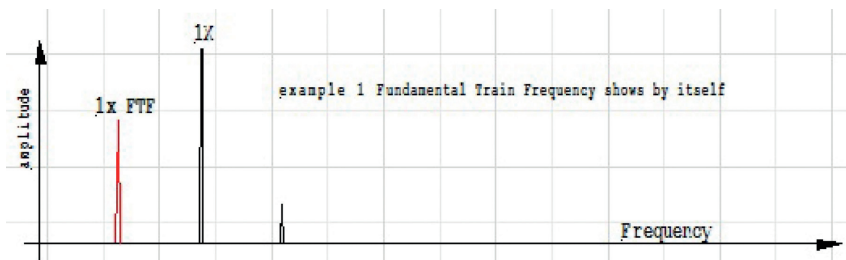 1X
example 1 Fundamental Train Frequency shows by itself
1x FTF
amplitude
Frequency